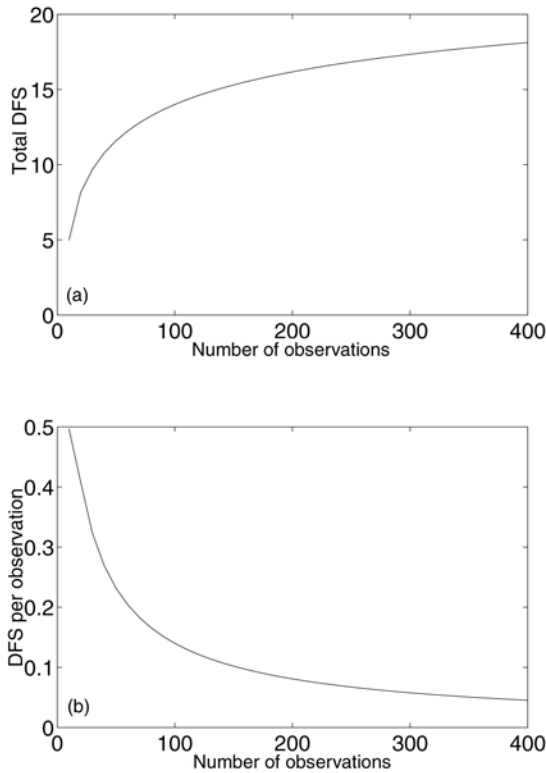 20
15
10
5
0
Total DFS
(a)
0 100 200 300 400
Number of observations
0.5
0.4
0.3
0.2
0.1
0
DFS per observation
(b)
0 100 200 300 400
Number of observations